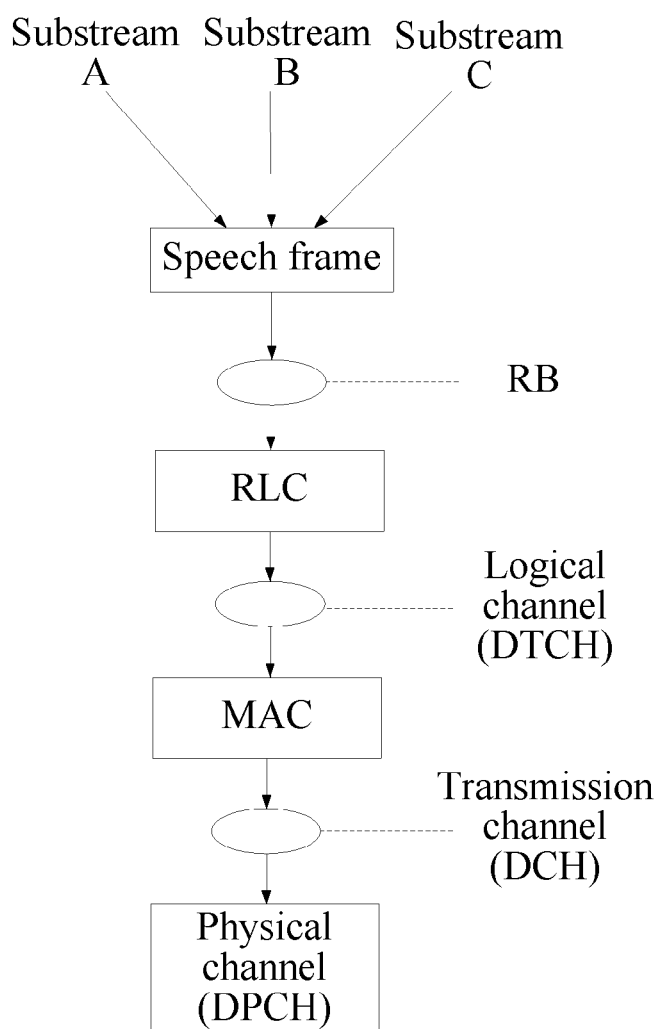 Substream
A
Substream
B
Substream
C
Speech frame
RB
RLC
Logical
channel
(DTCH)
MAC
Transmission
channel
(DCH)
Physical
channel
(DPCH)